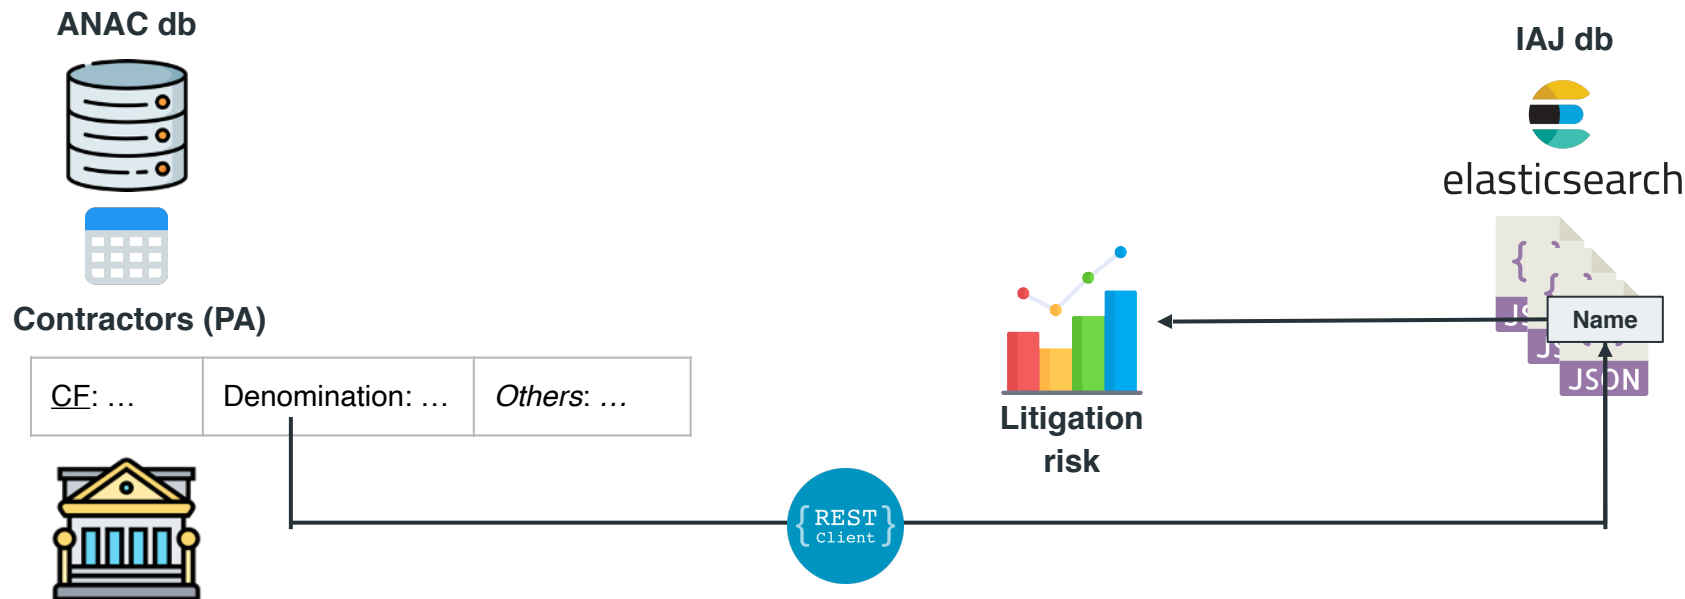 ANAC db
IAJ db
elasticsearch
Contractors (PA)
CF: ...
Denomination: ...
Others: ...
Name
JSON
Litigation
risk
{REST
Client}